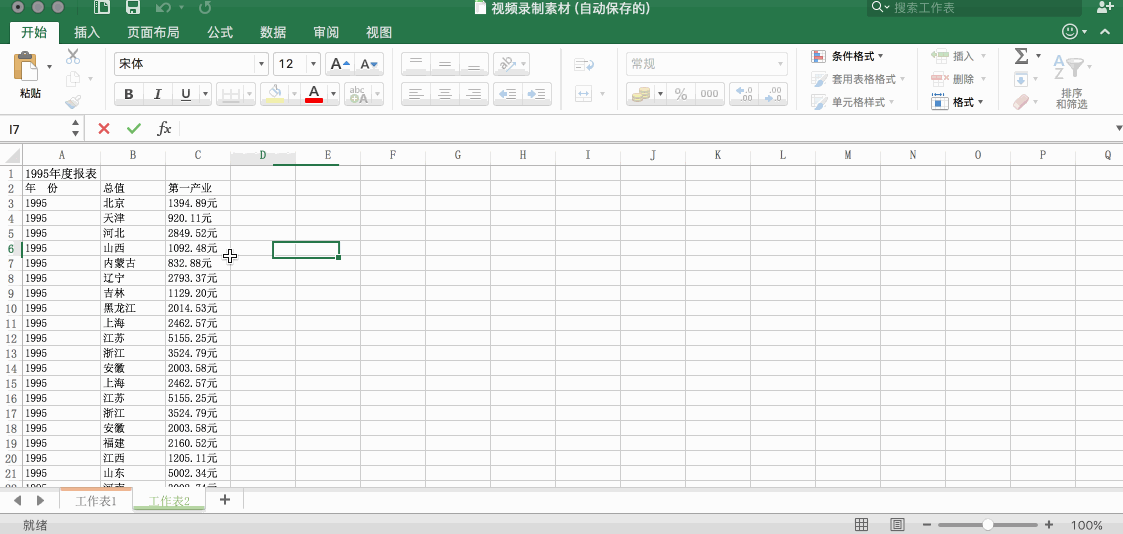 视频录制素材 (自动保存的)
搜索工作表
开始 插入 页面布局 公式 数据 审阅 视图
粘贴 宋体 12 A A 常规 条件格式 插入 排序和筛选
B I U A abc % 000 套用表格格式 删除
单元格样式 格式
I7 fx
A B C D E F G H I J K L M N O P Q
1 1995年度报表
2 年 份 总值 第一产业
3 1995 北京 1394.89元
4 1995 天津 920.11元
5 1995 河北 2849.52元
6 1995 山西 1092.48元
7 1995 内蒙古 832.88元
8 1995 辽宁 2793.37元
9 1995 吉林 1129.20元
10 1995 黑龙江 2014.53元
11 1995 上海 2462.57元
12 1995 江苏 5155.25元
13 1995 浙江 3524.79元
14 1995 安徽 2003.58元
15 1995 上海 2462.57元
16 1995 江苏 5155.25元
17 1995 浙江 3524.79元
18 1995 安徽 2003.58元
19 1995 福建 2160.52元
20 1995 江西 1205.11元
21 1995 山东 5002.34元
工作表1 工作表2 +
就绪 100%